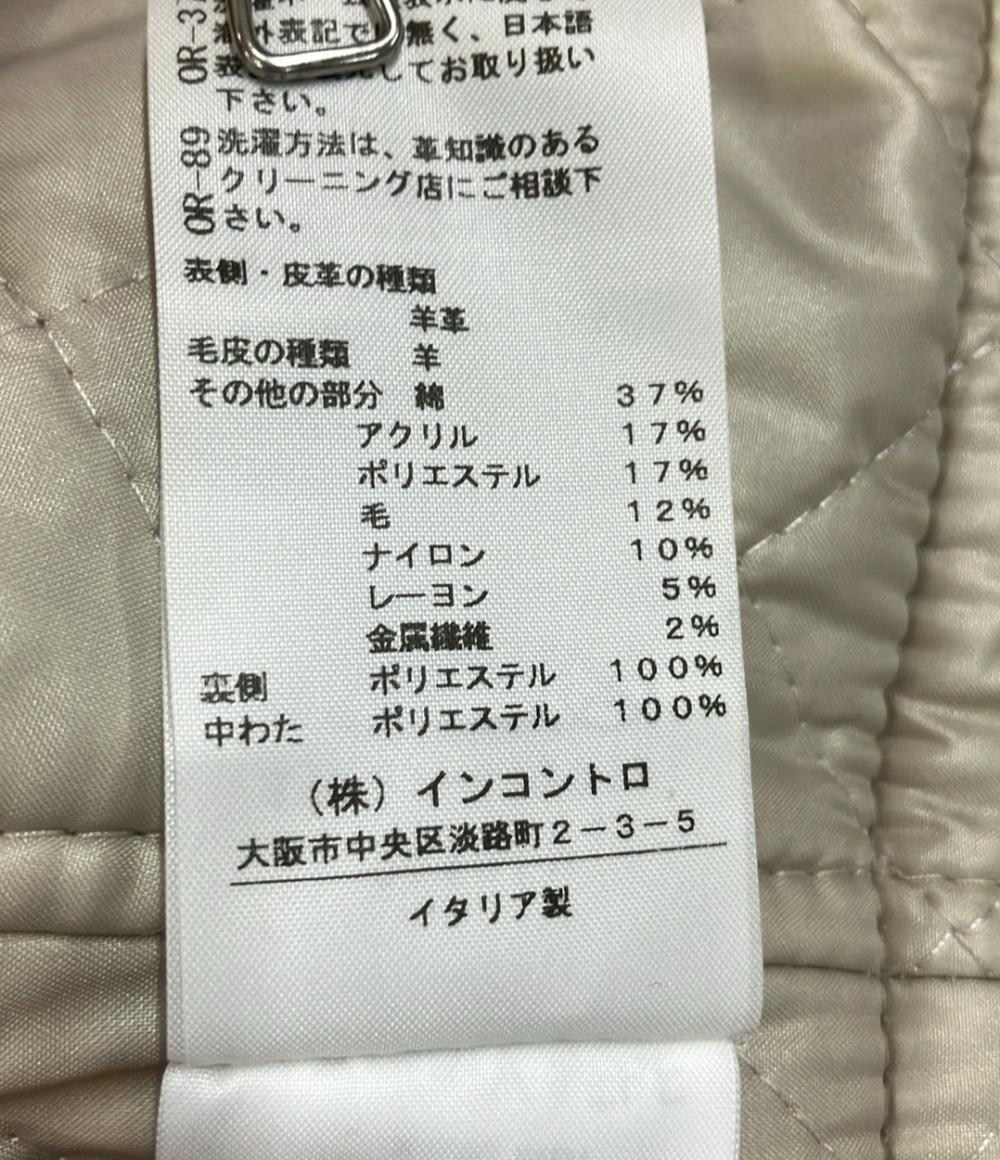 外表記で 無く、日本語
してお取り扱い
下さい。
OR-89 洗濯方法は、革知識のある
クリーニング店にご相談下
さい。
表側・皮革の種類
羊革
毛皮の種類 羊
その他の部分 綿 37%
アクリル 17%
ポリエステル 17%
毛 12%
ナイロン 10%
レーヨン 5%
金属繊維 2%
裏側 ポリエステル 100%
中わた ポリエステル 100%
(株)インコントロ
大阪市中央区淡路町2-3-5
イタリア製